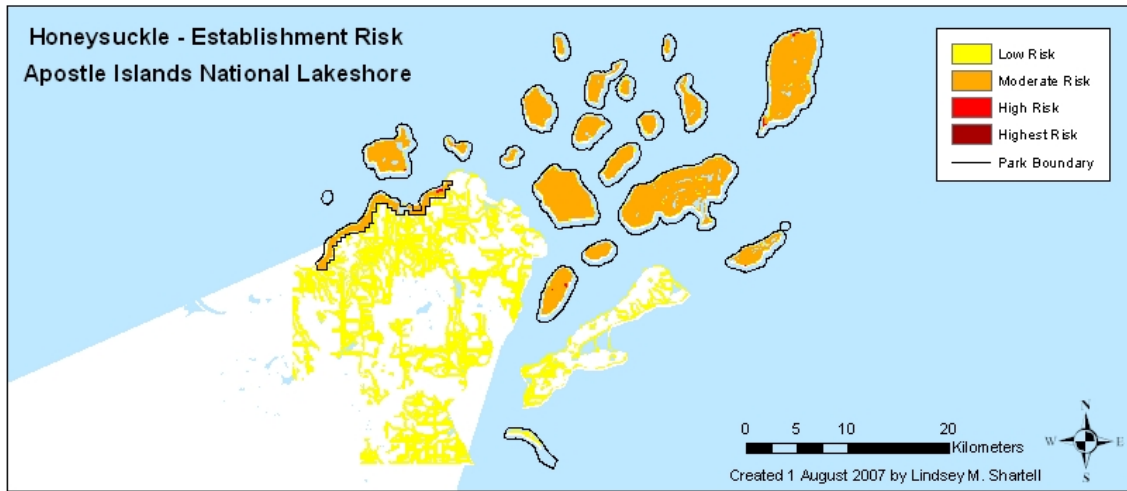 Honeysuckle - Establishment Risk
Apostle Islands National Lakeshore
Low Risk
Moderate Risk
High Risk
Highest Risk
Park Boundary
N
W E
S
0 5 10 20
Kilometers
Created 1 August 2007 by Lindsey M. Shartell